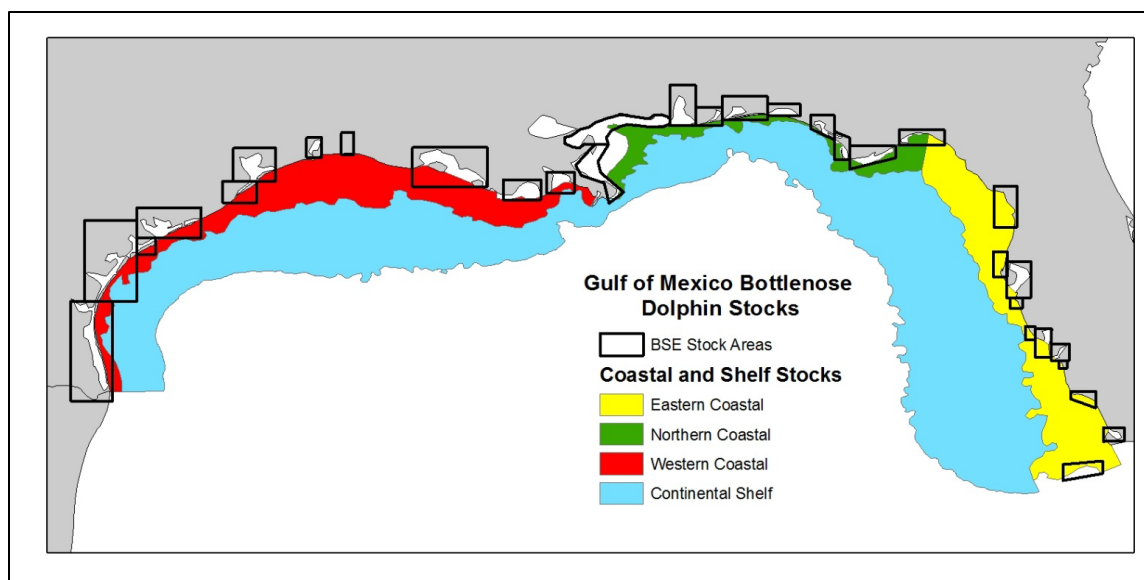 Gulf of Mexico Bottlenose
Dolphin Stocks
BSE Stock Areas
Coastal and Shelf Stocks
Eastern Coastal
Northern Coastal
Western Coastal
Continental Shelf